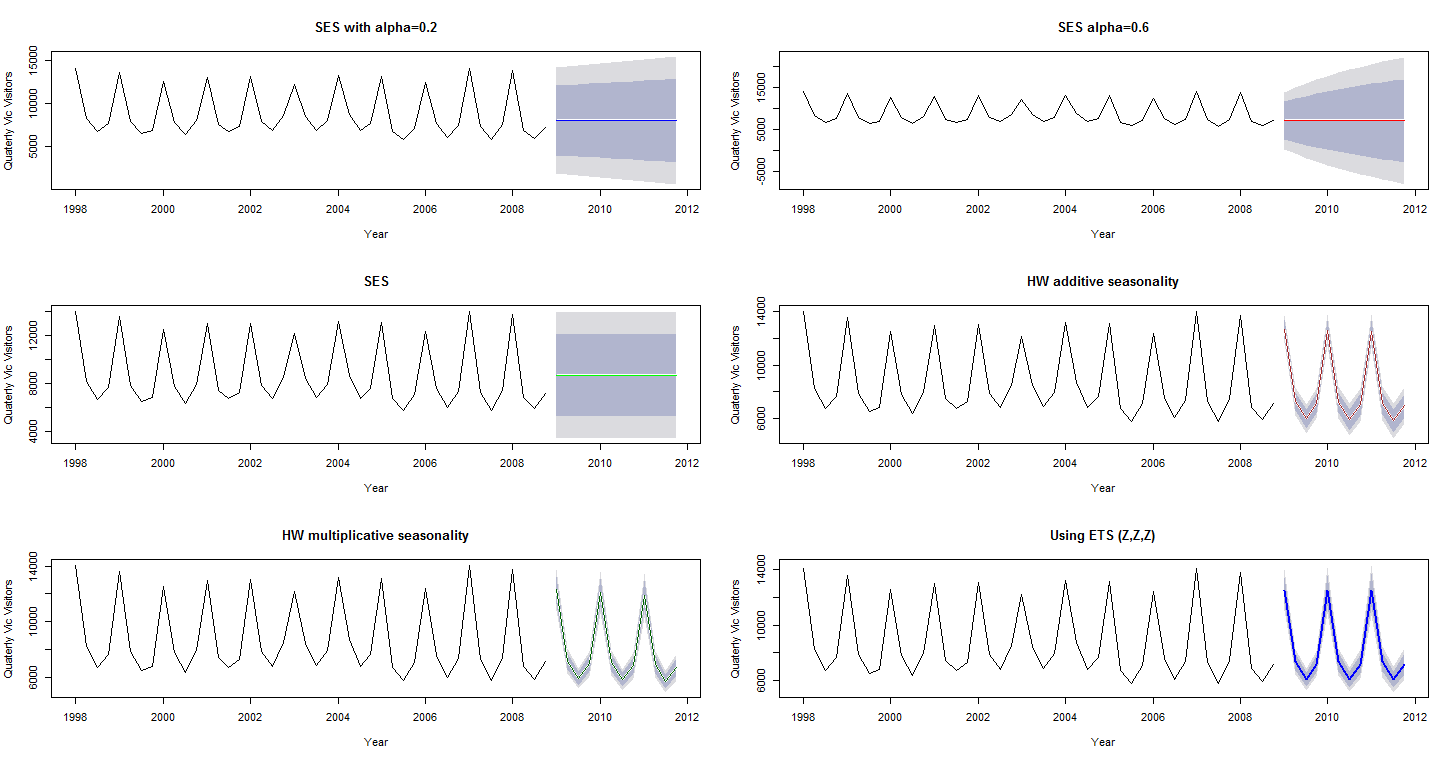 SES with alpha=0.2
Quaterly Vic Visitors
5000 10000 15000
1998 2000 2002 2004 2006 2008 2010 2012
Year
SES alpha=0.6
Quaterly Vic Visitors
-5000 5000 15000
1998 2000 2002 2004 2006 2008 2010 2012
Year
SES
Quaterly Vic Visitors
4000 8000 12000
1998 2000 2002 2004 2006 2008 2010 2012
Year
HW additive seasonality
Quaterly Vic Visitors
6000 10000 14000
1998 2000 2002 2004 2006 2008 2010 2012
Year
HW multiplicative seasonality
Quaterly Vic Visitors
6000 10000 14000
1998 2000 2002 2004 2006 2008 2010 2012
Year
Using ETS (Z,Z,Z)
Quaterly Vic Visitors
6000 10000 14000
1998 2000 2002 2004 2006 2008 2010 2012
Year